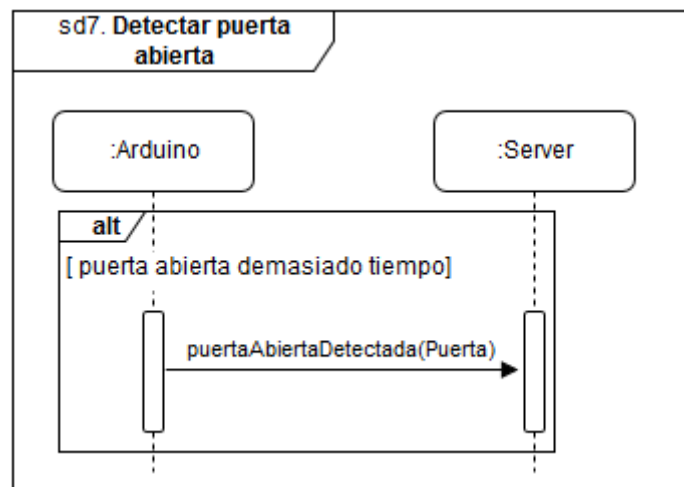 sd7. Detectar puerta
abierta
:Arduino
:Server
alt
[ puerta abierta demasiado tiempo]
puertaAbiertaDetectada(Puerta)